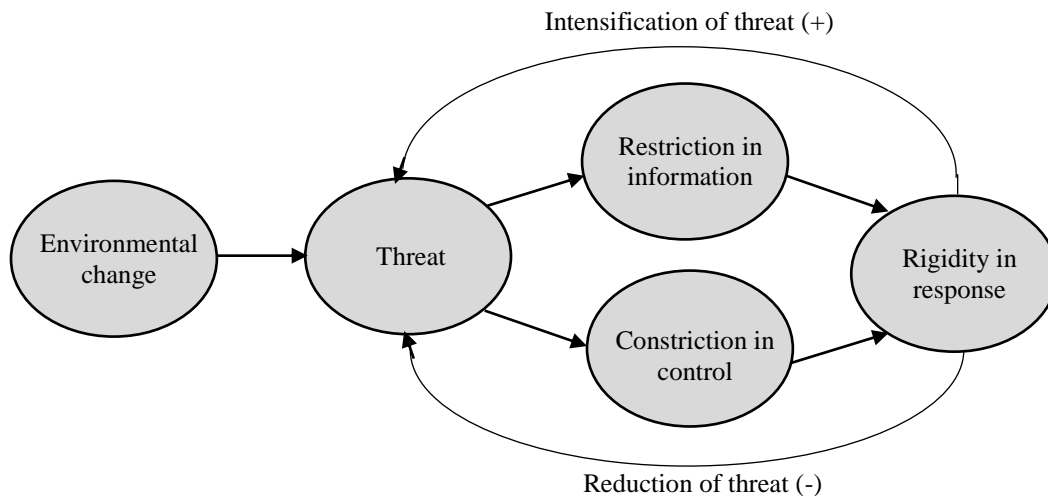 Intensification of threat (+)
Restriction in
information
Environmental
change
Threat
Rigidity in
response
Constriction in
control
Reduction of threat (-)